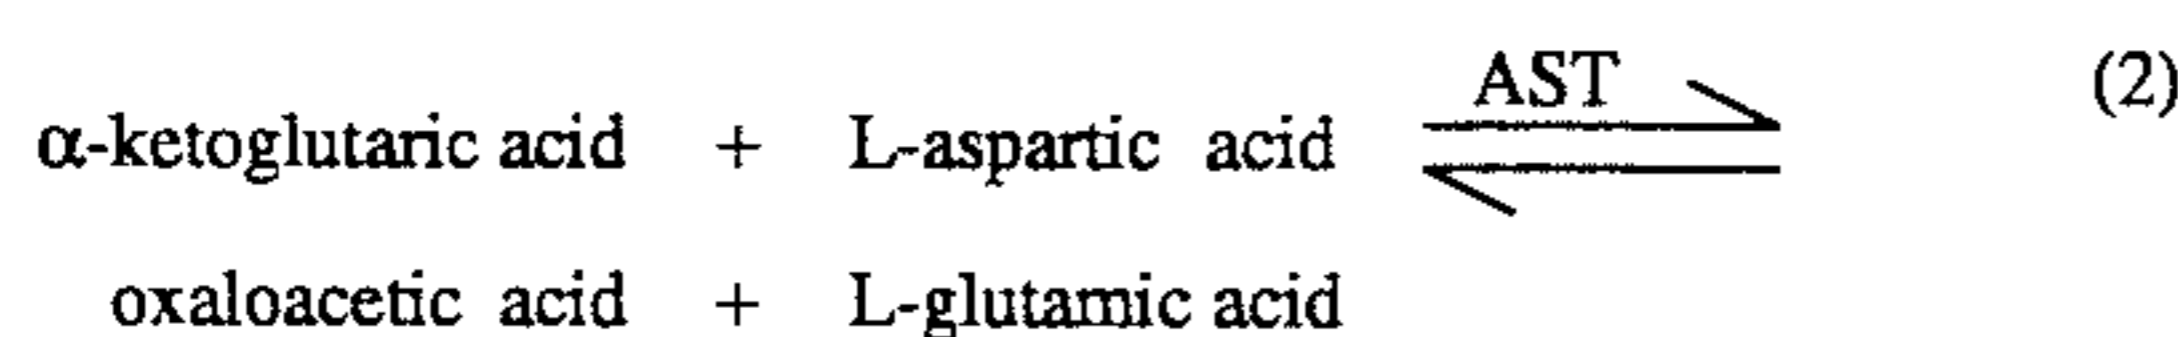 AST (2)
α-ketoglutaric acid + L-aspartic acid ⇌
oxaloacetic acid + L-glutamic acid